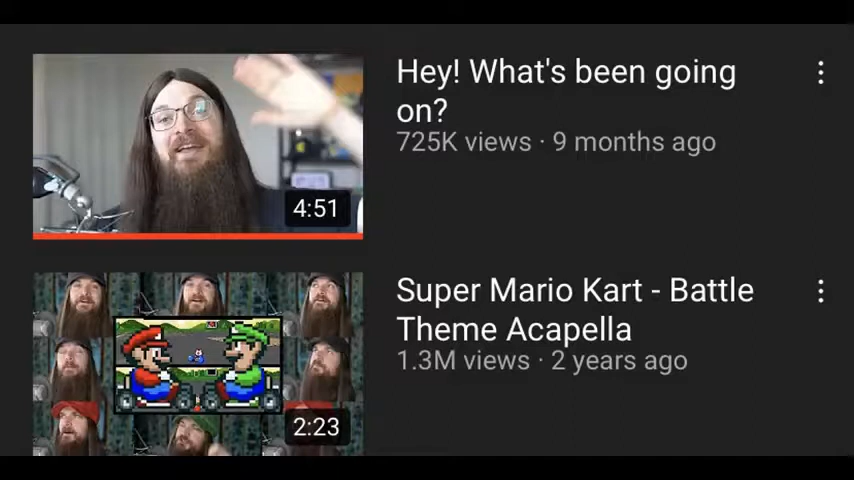 Hey! What's been going
on?
725K views · 9 months ago
4:51
Super Mario Kart - Battle
Theme Acapella
1.3M views · 2 years ago
2:23